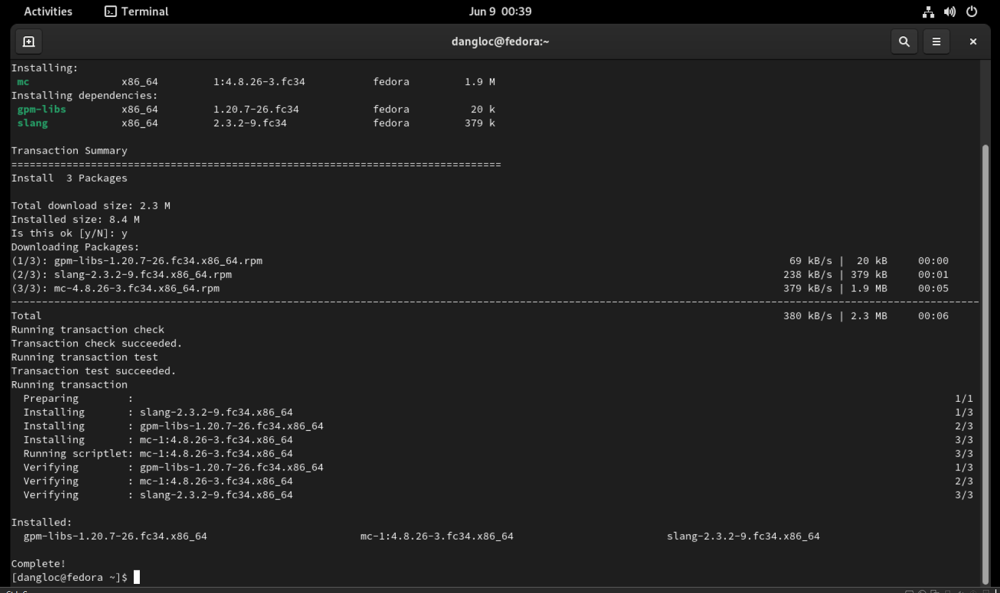 Activities Terminal Jun 9 00:39
dangloc@fedora:~
Installing:
mc x86_64 1:4.8.26-3.fc34 fedora 1.9 M
Installing dependencies:
gpm-libs x86_64 1.20.7-26.fc34 fedora 20 k
slang x86_64 2.3.2-9.fc34 fedora 379 k
Transaction Summary
================================================================================
Install 3 Packages
Total download size: 2.3 M
Installed size: 8.4 M
Is this ok [y/N]: y
Downloading Packages:
(1/3): gpm-libs-1.20.7-26.fc34.x86_64.rpm 69 kB/s | 20 kB 00:00
(2/3): slang-2.3.2-9.fc34.x86_64.rpm 238 kB/s | 379 kB 00:01
(3/3): mc-4.8.26-3.fc34.x86_64.rpm 379 kB/s | 1.9 MB 00:05
--------------------------------------------------------------------------------------------------------------------------------------------------------------
Total 380 kB/s | 2.3 MB 00:06
Running transaction check
Transaction check succeeded.
Running transaction test
Transaction test succeeded.
Running transaction
Preparing : 1/1
Installing : slang-2.3.2-9.fc34.x86_64 1/3
Installing : gpm-libs-1.20.7-26.fc34.x86_64 2/3
Installing : mc-1:4.8.26-3.fc34.x86_64 3/3
Running scriptlet: mc-1:4.8.26-3.fc34.x86_64 3/3
Verifying : gpm-libs-1.20.7-26.fc34.x86_64 1/3
Verifying : mc-1:4.8.26-3.fc34.x86_64 2/3
Verifying : slang-2.3.2-9.fc34.x86_64 3/3
Installed:
gpm-libs-1.20.7-26.fc34.x86_64 mc-1:4.8.26-3.fc34.x86_64 slang-2.3.2-9.fc34.x86_64
Complete!
[dangloc@fedora ~]$